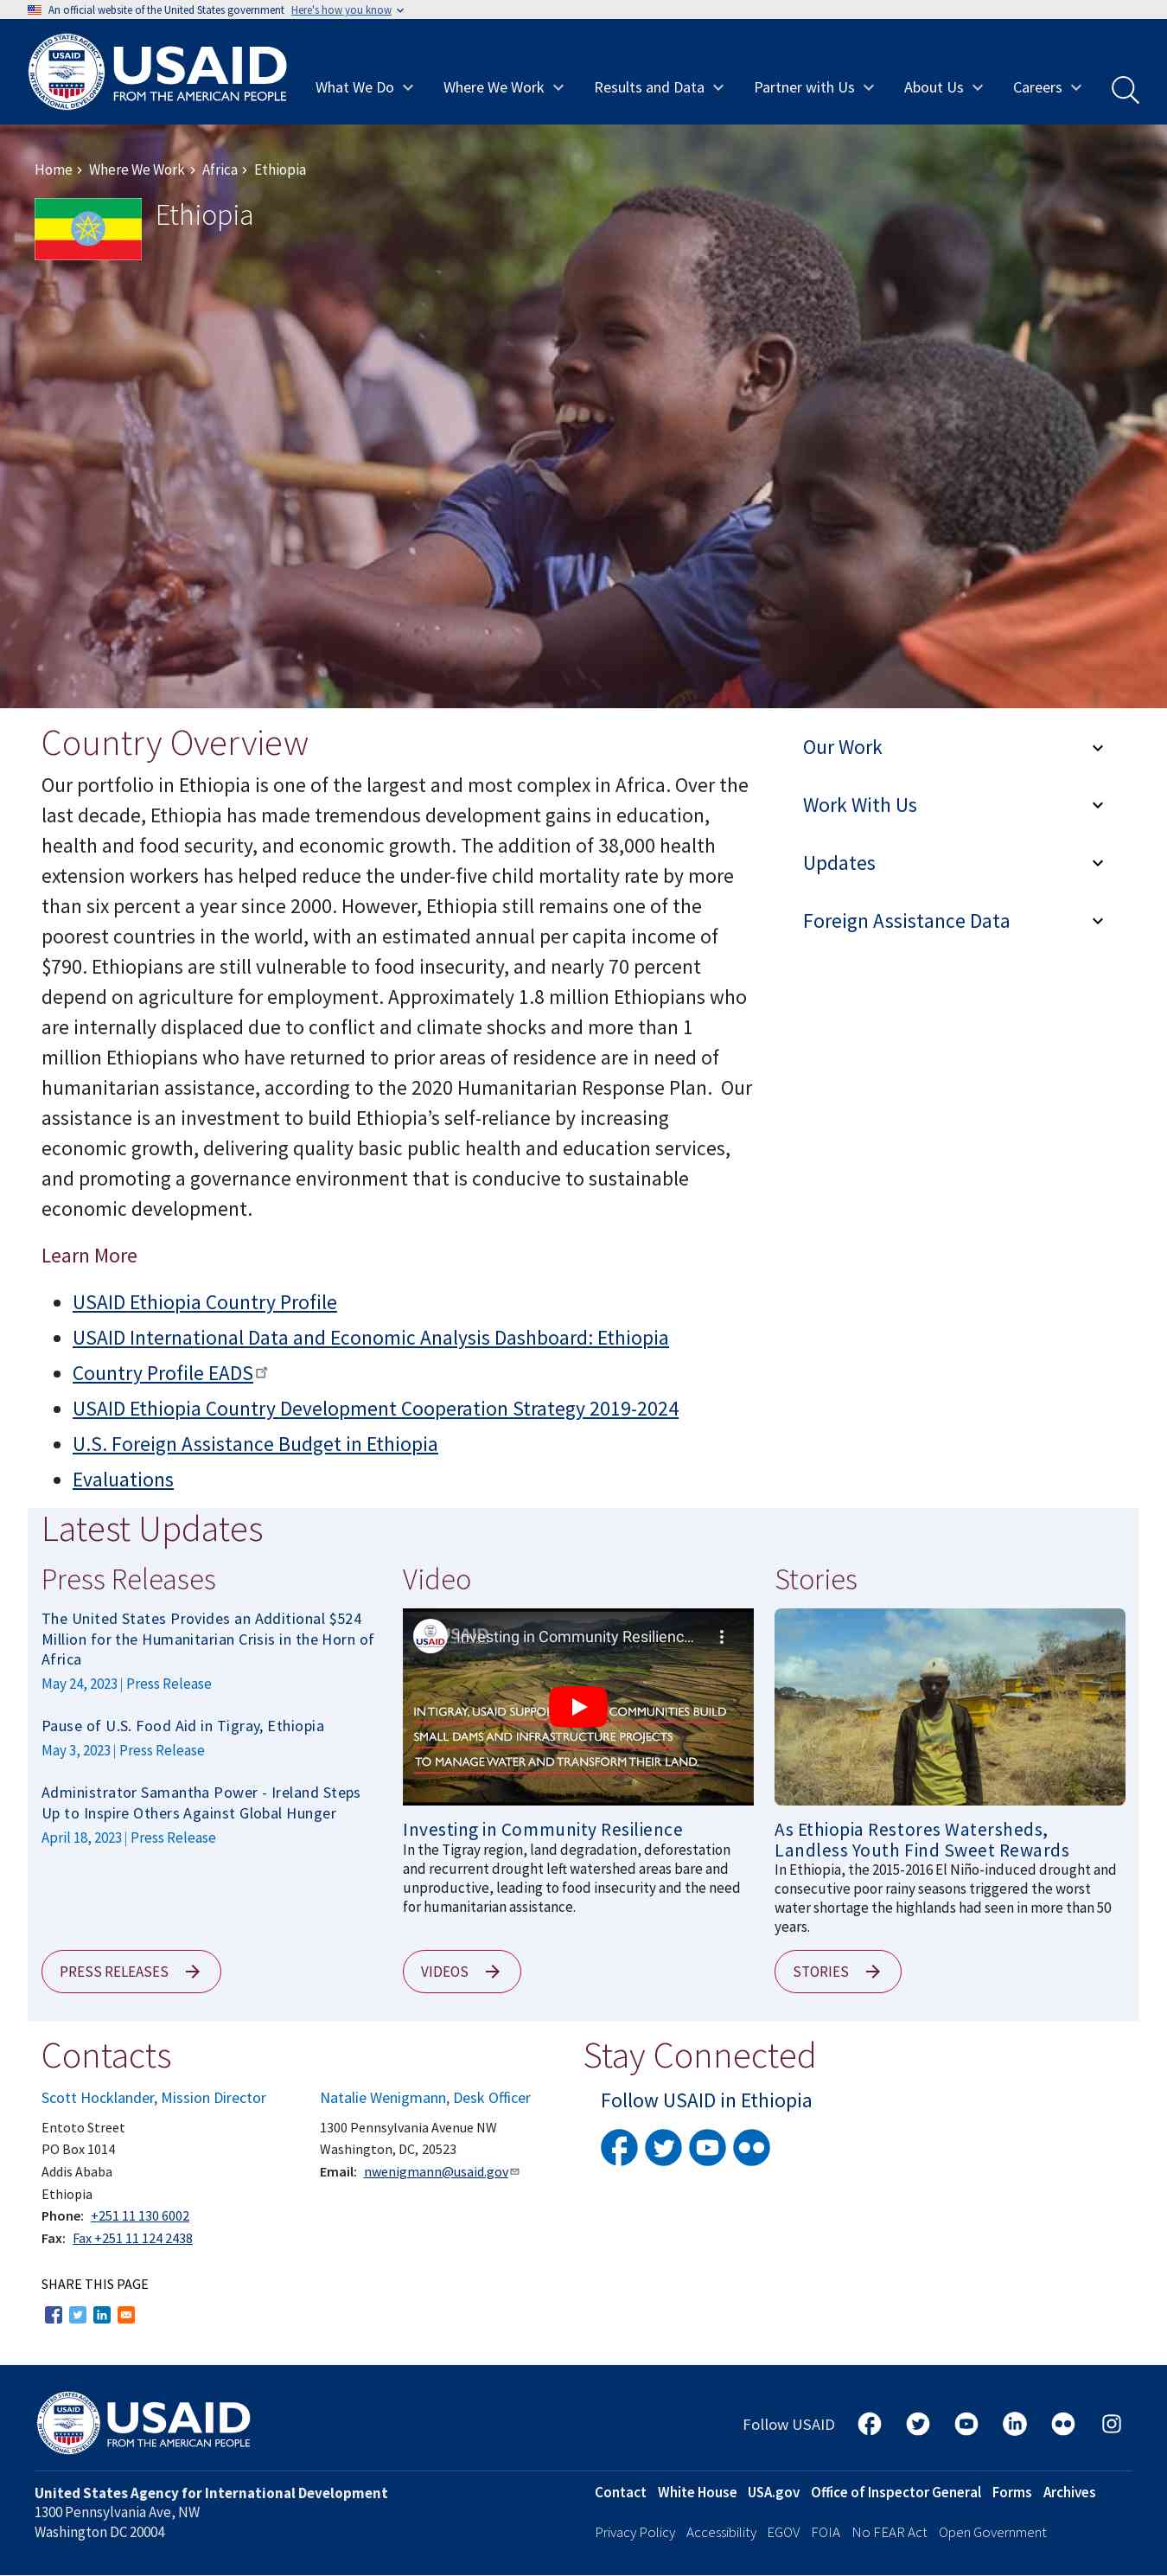 An official website of the United States government Here's how you know
USAID
FROM THE AMERICAN PEOPLE
What We Do
Where We Work
Results and Data
Partner with Us
About Us
Careers
Home › Where We Work › Africa › Ethiopia
Ethiopia
Country Overview
Our portfolio in Ethiopia is one of the largest and most complex in Africa. Over the
last decade, Ethiopia has made tremendous development gains in education,
health and food security, and economic growth. The addition of 38,000 health
extension workers has helped reduce the under-five child mortality rate by more
than six percent a year since 2000. However, Ethiopia still remains one of the
poorest countries in the world, with an estimated annual per capita income of
$790. Ethiopians are still vulnerable to food insecurity, and nearly 70 percent
depend on agriculture for employment. Approximately 1.8 million Ethiopians who
are internally displaced due to conflict and climate shocks and more than 1
million Ethiopians who have returned to prior areas of residence are in need of
humanitarian assistance, according to the 2020 Humanitarian Response Plan.  Our
assistance is an investment to build Ethiopia’s self-reliance by increasing
economic growth, delivering quality basic public health and education services,
and promoting a governance environment that is conducive to sustainable
economic development.
Our Work
Work With Us
Updates
Foreign Assistance Data
Learn More
USAID Ethiopia Country Profile
USAID International Data and Economic Analysis Dashboard: Ethiopia
Country Profile EADS
USAID Ethiopia Country Development Cooperation Strategy 2019-2024
U.S. Foreign Assistance Budget in Ethiopia
Evaluations
Latest Updates
Press Releases
The United States Provides an Additional $524
Million for the Humanitarian Crisis in the Horn of
Africa
May 24, 2023 | Press Release
Pause of U.S. Food Aid in Tigray, Ethiopia
May 3, 2023 | Press Release
Administrator Samantha Power - Ireland Steps
Up to Inspire Others Against Global Hunger
April 18, 2023 | Press Release
PRESS RELEASES
Video
USAID
Investing in Community Resilienc...
IN TIGRAY, USAID COMMUNITIES BUILD
SMALL DAMS AND INFRASTRUCTURE PROJECTS
TO MANAGE WATER AND TRANSFORM THEIR LAND.
Investing in Community Resilience
In the Tigray region, land degradation, deforestation
and recurrent drought left watershed areas bare and
unproductive, leading to food insecurity and the need
for humanitarian assistance.
VIDEOS
Stories
As Ethiopia Restores Watersheds,
Landless Youth Find Sweet Rewards
In Ethiopia, the 2015-2016 El Niño-induced drought and
consecutive poor rainy seasons triggered the worst
water shortage the highlands had seen in more than 50
years.
STORIES
Contacts
Scott Hocklander, Mission Director
Entoto Street
PO Box 1014
Addis Ababa
Ethiopia
Phone: +251 11 130 6002
Fax: Fax +251 11 124 2438
Natalie Wenigmann, Desk Officer
1300 Pennsylvania Avenue NW
Washington, DC, 20523
Email: nwenigmann@usaid.gov
Stay Connected
Follow USAID in Ethiopia
SHARE THIS PAGE
USAID
FROM THE AMERICAN PEOPLE
Follow USAID
United States Agency for International Development
1300 Pennsylvania Ave, NW
Washington DC 20004
Contact White House USA.gov Office of Inspector General Forms Archives
Privacy Policy Accessibility EGOV FOIA No FEAR Act Open Government